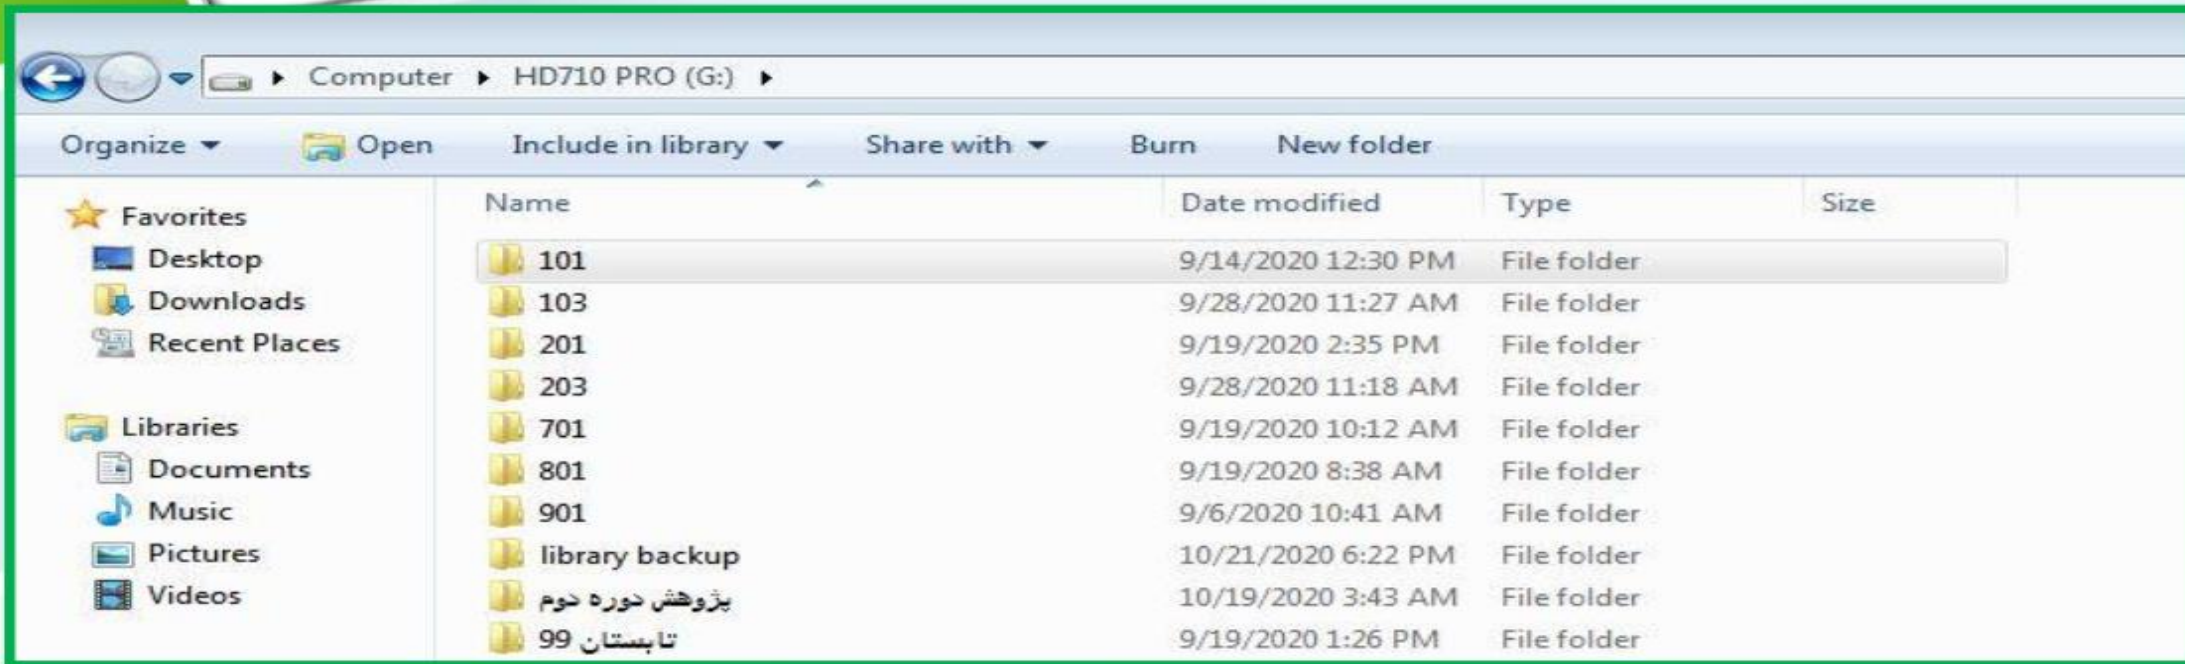 Computer ▸ HD710 PRO (G:) ▸
Organize Open Include in library Share with Burn New folder
Name Date modified Type Size
Favorites
Desktop
Downloads
Recent Places
Libraries
Documents
Music
Pictures
Videos
101 9/14/2020 12:30 PM File folder
103 9/28/2020 11:27 AM File folder
201 9/19/2020 2:35 PM File folder
203 9/28/2020 11:18 AM File folder
701 9/19/2020 10:12 AM File folder
801 9/19/2020 8:38 AM File folder
901 9/6/2020 10:41 AM File folder
library backup 10/21/2020 6:22 PM File folder
پژوهش دوره دوم 10/19/2020 3:43 AM File folder
تابستان 99 9/19/2020 1:26 PM File folder